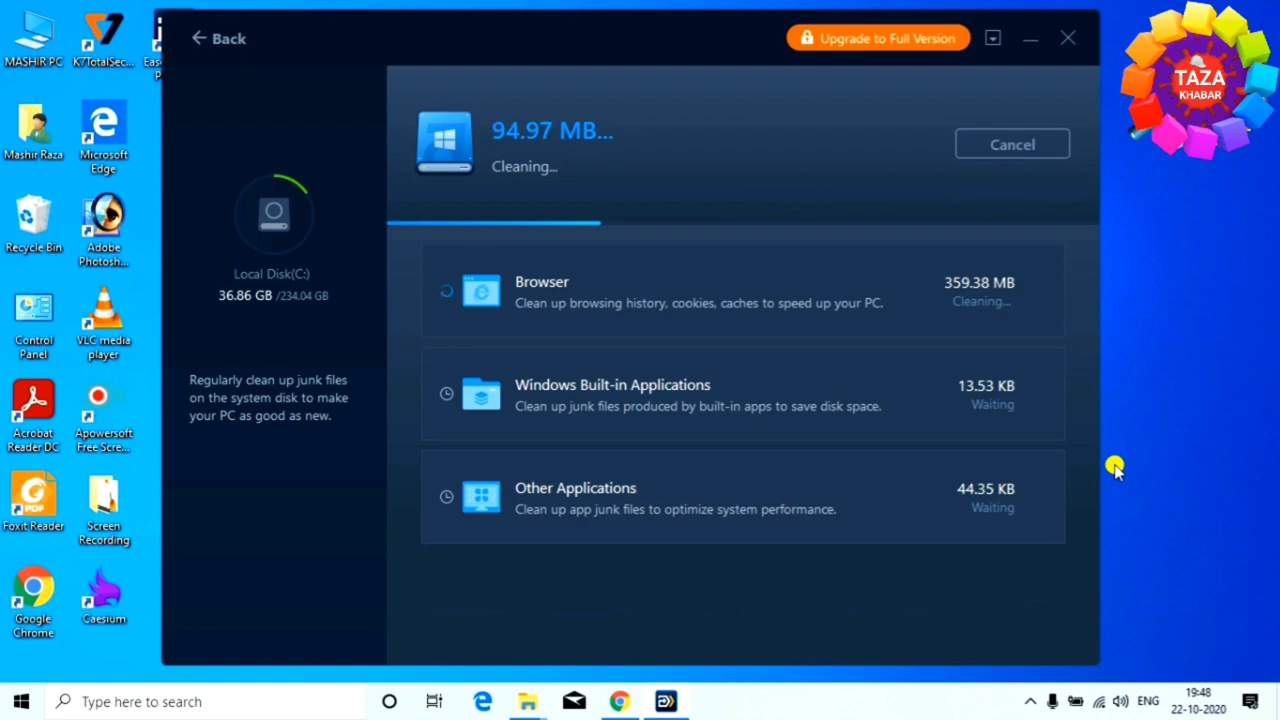 MASHIR PC
K7TotalSec...
Mashir Raza
Microsoft
Edge
Recycle Bin
Adobe
Photosh...
Control
Panel
VLC media
player
Acrobat
Reader DC
Apowersoft
Free Scre...
Foxit Reader
Screen
Recording
Google
Chrome
Caesium
Back
Upgrade to Full Version
TAZA
KHABAR
94.97 MB...
Cleaning...
Cancel
Local Disk(C:)
36.86 GB /234.04 GB
Regularly clean up junk files
on the system disk to make
your PC as good as new.
Browser
Clean up browsing history, cookies, caches to speed up your PC.
359.38 MB
Cleaning...
Windows Built-in Applications
Clean up junk files produced by built-in apps to save disk space.
13.53 KB
Waiting
Other Applications
Clean up app junk files to optimize system performance.
44.35 KB
Waiting
Type here to search
ENG
19:48
22-10-2020